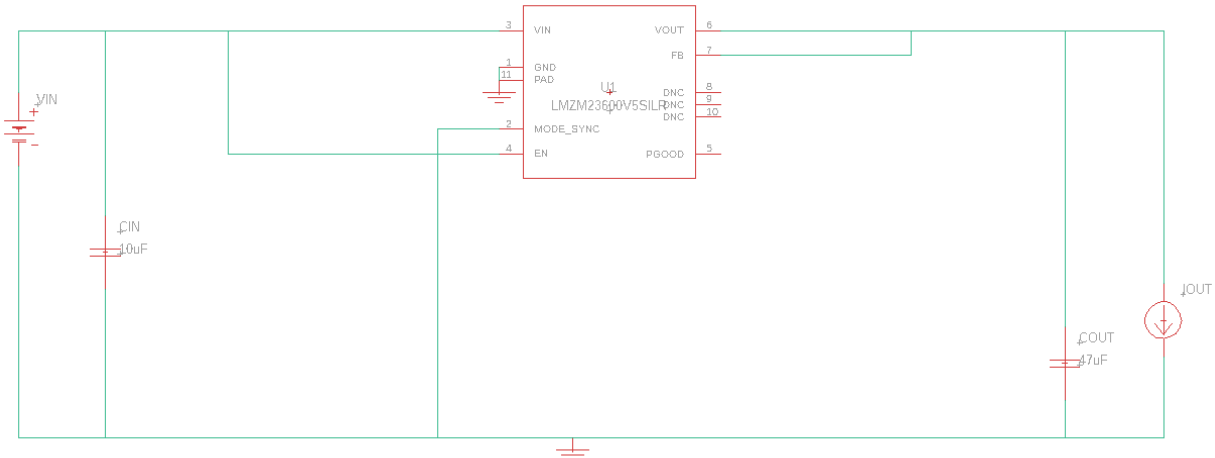 3
VIN
VOUT
6
FB
7
1
GND
11
PAD
U1
DNC
8
LMZM23600V5SILR
DNC
9
DNC
10
2
MODE_SYNC
4
EN
PGOOD
5
VIN
+
-
CIN
10uF
IOUT
COUT
47uF